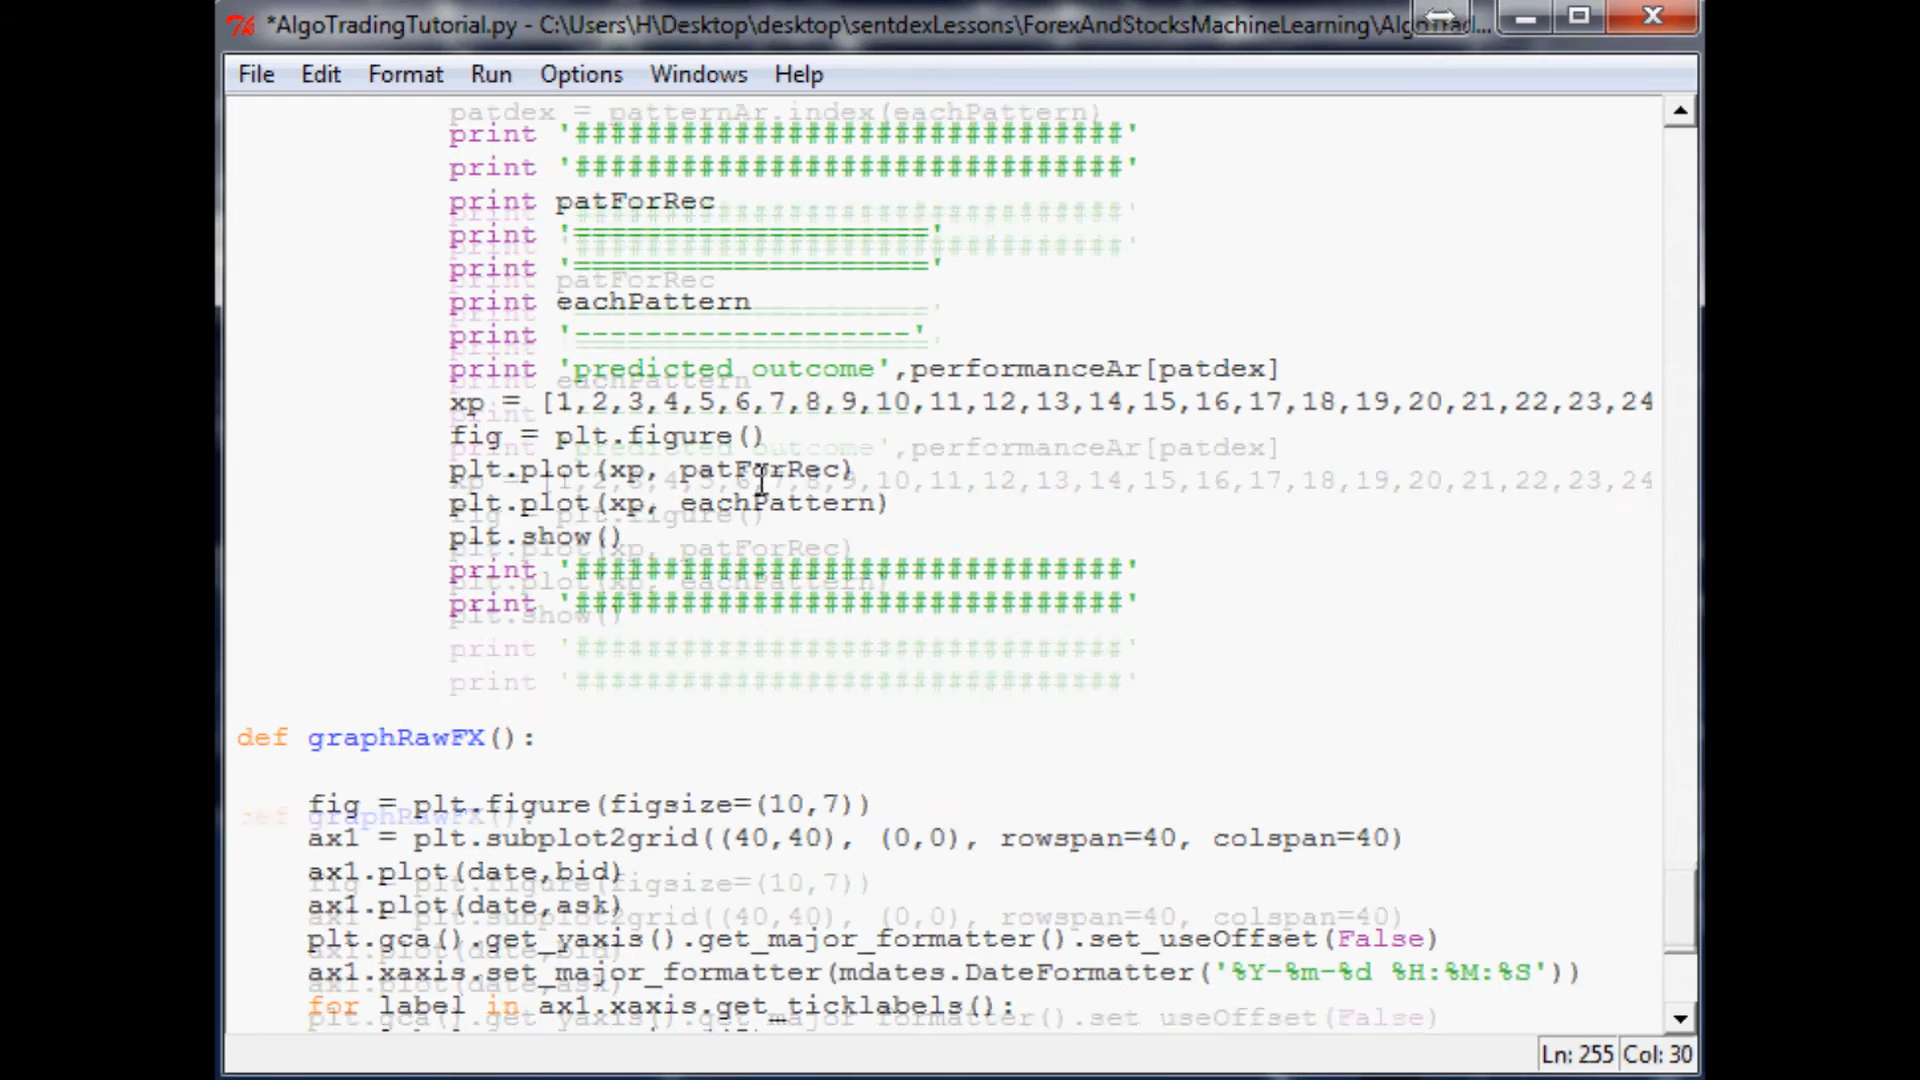 *AlgoTradingTutorial.py - C:\Users\H\Desktop\desktop\sentdexLessons\ForexAndStocksMachineLearning\AlgoTrad...
File Edit Format Run Options Windows Help
patdex = patternAr.index(eachPattern)
print '###############################'
print '###############################'
print patForRec
print '===================='
print '===================='
print eachPattern
print '-------------------'
print 'predicted outcome',performanceAr[patdex]
xp = [1,2,3,4,5,6,7,8,9,10,11,12,13,14,15,16,17,18,19,20,21,22,23,24
fig = plt.figure()
plt.plot(xp, patForRec)
plt.plot(xp, eachPattern)
plt.show()
print '###############################'
print '###############################'
def graphRawFX():
fig = plt.figure(figsize=(10,7))
ax1 = plt.subplot2grid((40,40), (0,0), rowspan=40, colspan=40)
ax1.plot(date,bid)
ax1.plot(date,ask)
plt.gca().get_yaxis().get_major_formatter().set_useOffset(False)
ax1.xaxis.set_major_formatter(mdates.DateFormatter('%Y-%m-%d %H:%M:%S'))
for label in ax1.xaxis.get_ticklabels():
Ln: 255 Col: 30